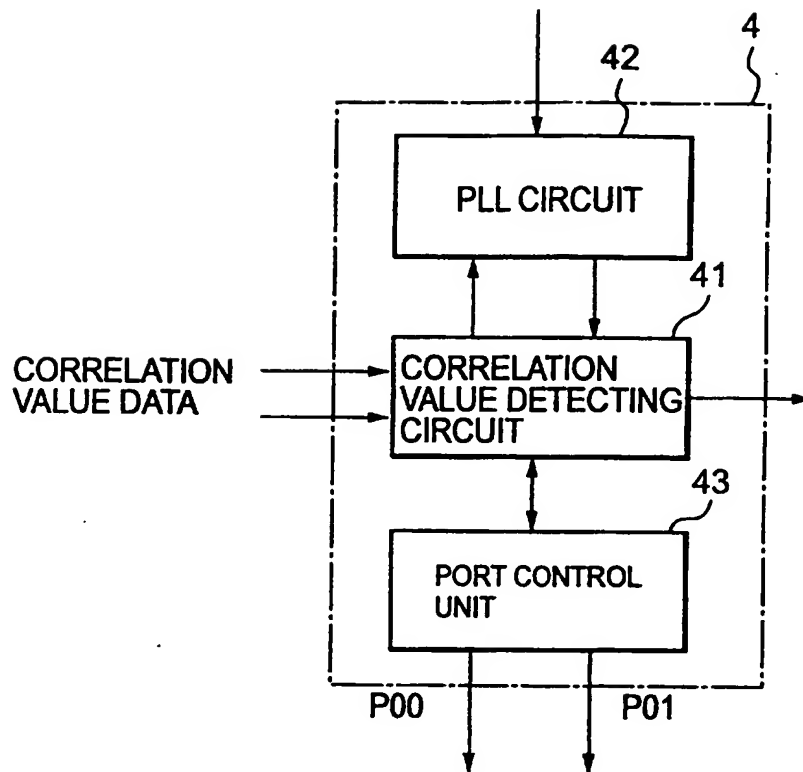 4
42
PLL CIRCUIT
41
CORRELATION
VALUE DATA
CORRELATION
VALUE DETECTING
CIRCUIT
43
PORT CONTROL
UNIT
P00
P01